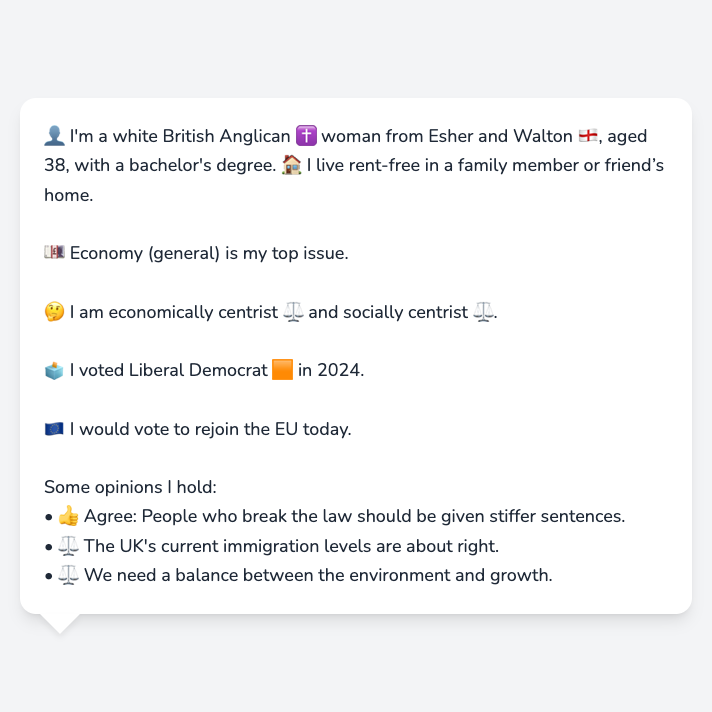 👤 I'm a white British Anglican ✝️ woman from Esher and Walton 🏴󠁧󠁢󠁥󠁮󠁧󠁿, aged
38, with a bachelor's degree. 🏠 I live rent-free in a family member or friend’s
home.
💷 Economy (general) is my top issue.
🤔 I am economically centrist ⚖️ and socially centrist ⚖️.
🗳️ I voted Liberal Democrat 🟧 in 2024.
🇪🇺 I would vote to rejoin the EU today.
Some opinions I hold:
• 👍 Agree: People who break the law should be given stiffer sentences.
• ⚖️ The UK's current immigration levels are about right.
• ⚖️ We need a balance between the environment and growth.